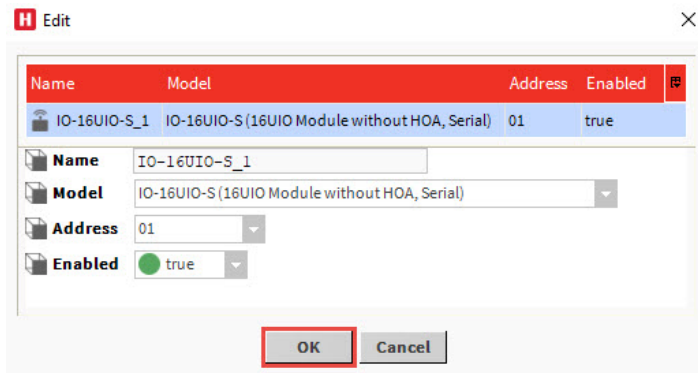 H Edit
Name Model Address Enabled
IO-16UIO-S_1 IO-16UIO-S (16UIO Module without HOA, Serial) 01 true
Name IO-16UIO-S_1
Model IO-16UIO-S (16UIO Module without HOA, Serial)
Address 01
Enabled true
OK Cancel